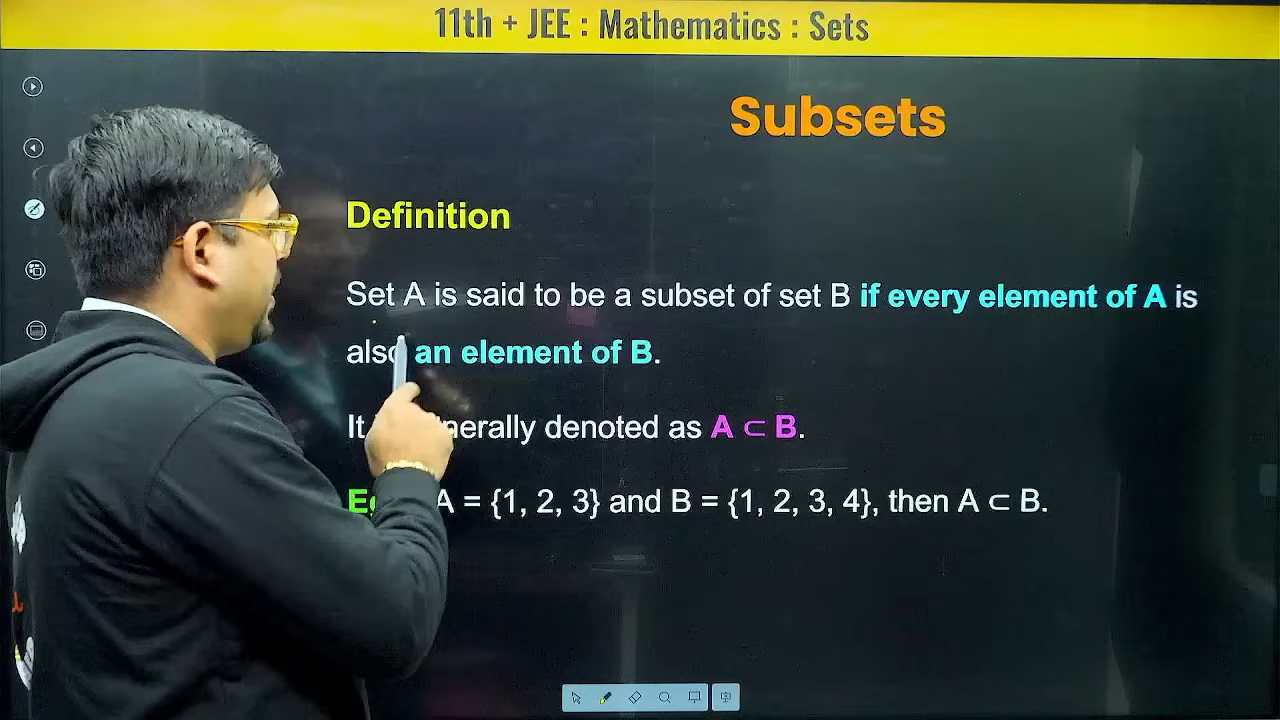 11th + JEE : Mathematics : Sets
Subsets
Definition
Set A is said to be a subset of set B if every element of A is
also an element of B.
It denoted as A ⊂ B.
A = {1, 2, 3} and B = {1, 2, 3, 4}, then A ⊂ B.